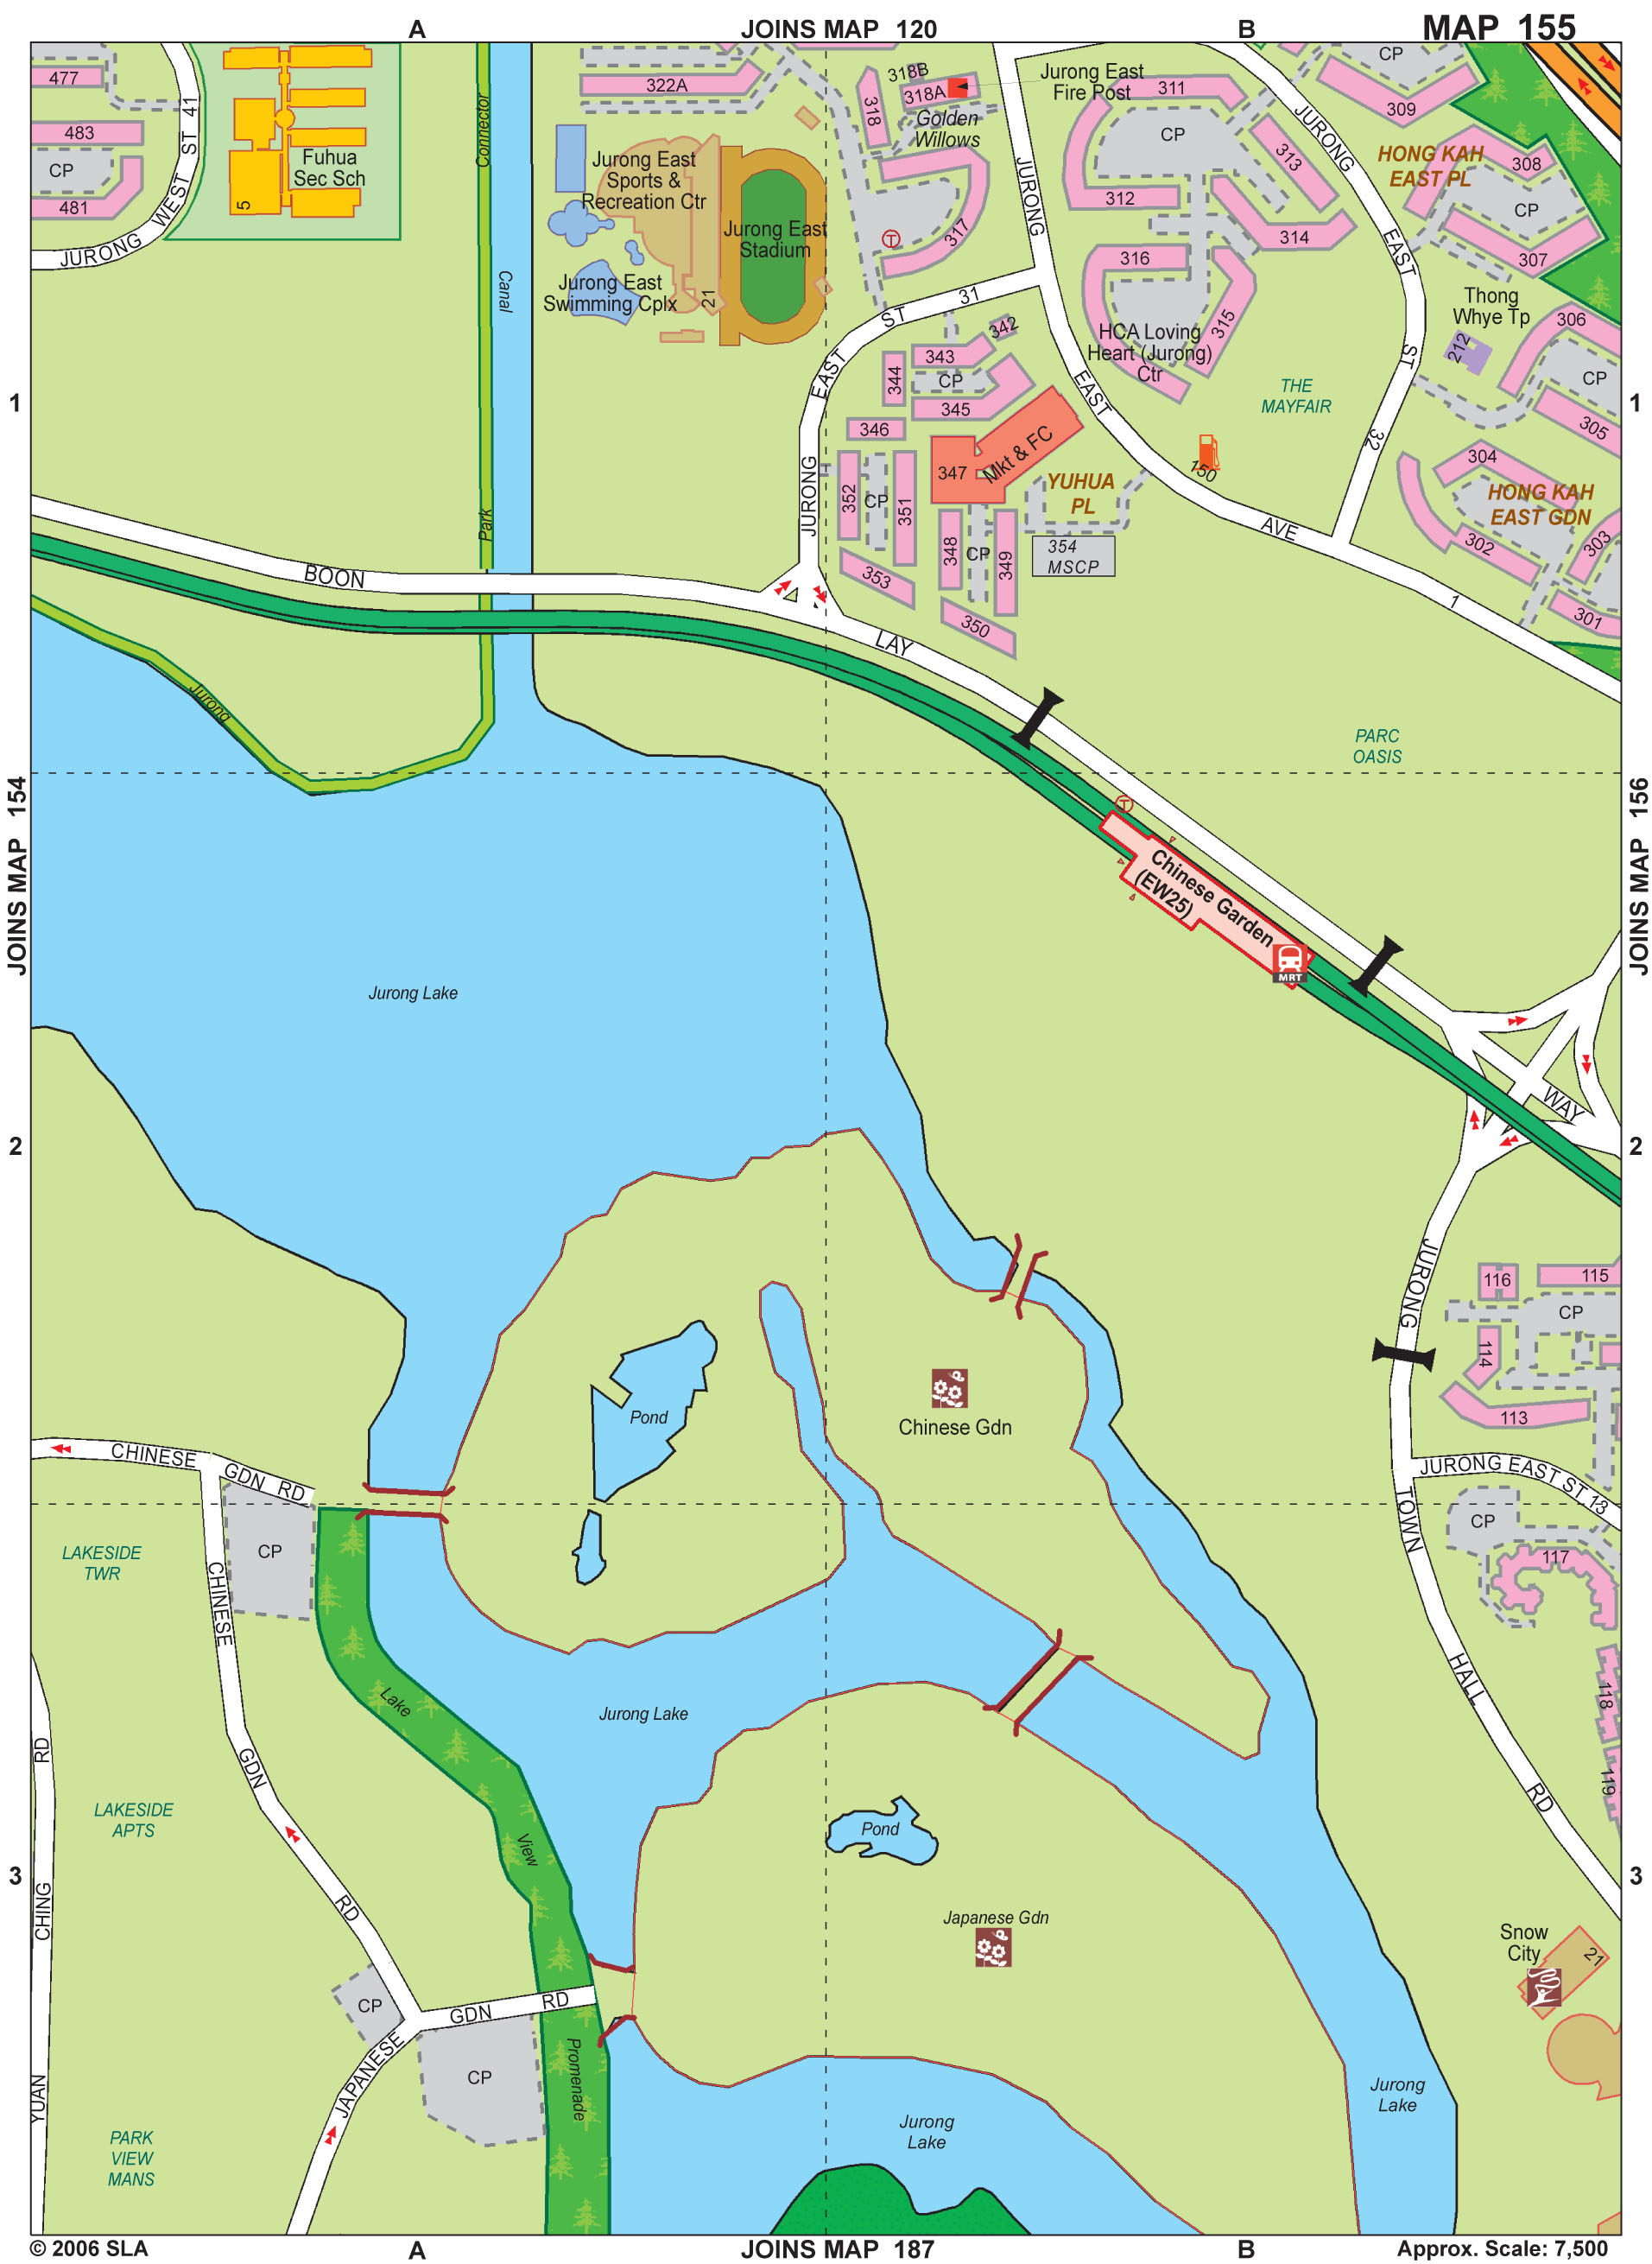 A
JOINS MAP 120
B
MAP 155
477
483
CP
481
JURONG WEST ST 41
Fuhua
Sec Sch
5
Connector
Canal
Park
322A
Jurong East
Sports &
Recreation Ctr
Jurong East
Swimming Cplx
21
Jurong East
Stadium
318
318B
318A
Golden
Willows
Jurong East
Fire Post
317
T
JURONG EAST AVE 1
311
CP
312
313
314
316
315
HCA Loving
Heart (Jurong)
Ctr
JURONG EAST ST 32
CP
309
HONG KAH
EAST PL
308
CP
307
Thong
Whye Tp
212
306
CP
305
THE
MAYFAIR
304
HONG KAH
EAST GDN
302
303
301
150
JURONG EAST ST 31
342
343
344
CP
345
346
347
Mkt & FC
YUHUA
PL
352
CP
351
348
CP
349
354
MSCP
353
350
1
1
BOON LAY WAY
Jurong
PARC
OASIS
JOINS MAP 154
JOINS MAP 156
T
Chinese Garden
(EW25)
MRT
Jurong Lake
2
2
JURONG TOWN HALL RD
116
115
CP
114
113
JURONG EAST ST 13
CP
117
118
119
Pond
Chinese Gdn
CHINESE GDN RD
CP
LAKESIDE
TWR
CHINESE GDN RD
Lake View Promenade
Jurong Lake
LAKESIDE
APTS
YUAN CHING RD
3
3
Pond
Japanese Gdn
Snow
City
21
CP
JAPANESE GDN RD
CP
PARK
VIEW
MANS
Jurong
Lake
Jurong
Lake
© 2006 SLA
A
JOINS MAP 187
B
Approx. Scale: 7,500